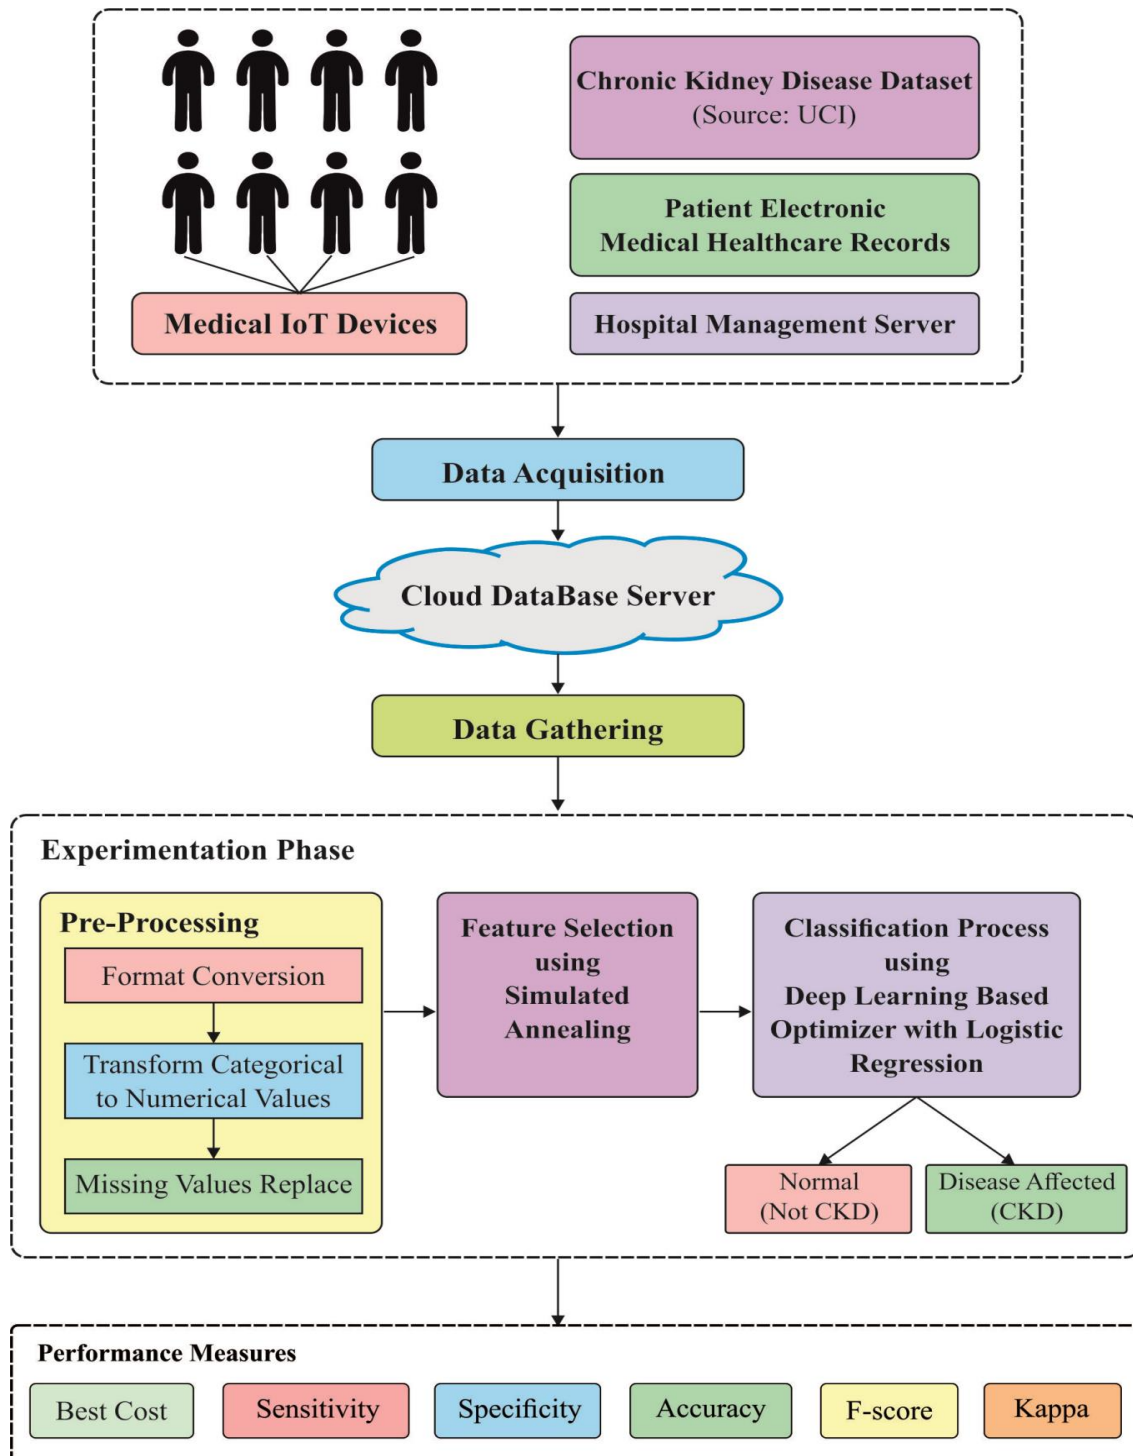 Chronic Kidney Disease Dataset
(Source: UCI)
Patient Electronic
Medical Healthcare Records
Medical IoT Devices
Hospital Management Server
Data Acquisition
Cloud DataBase Server
Data Gathering
Experimentation Phase
Pre-Processing
Format Conversion
Transform Categorical
to Numerical Values
Missing Values Replace
Feature Selection
using
Simulated
Annealing
Classification Process
using
Deep Learning Based
Optimizer with Logistic
Regression
Normal
(Not CKD)
Disease Affected
(CKD)
Performance Measures
Best Cost
Sensitivity
Specificity
Accuracy
F-score
Kappa